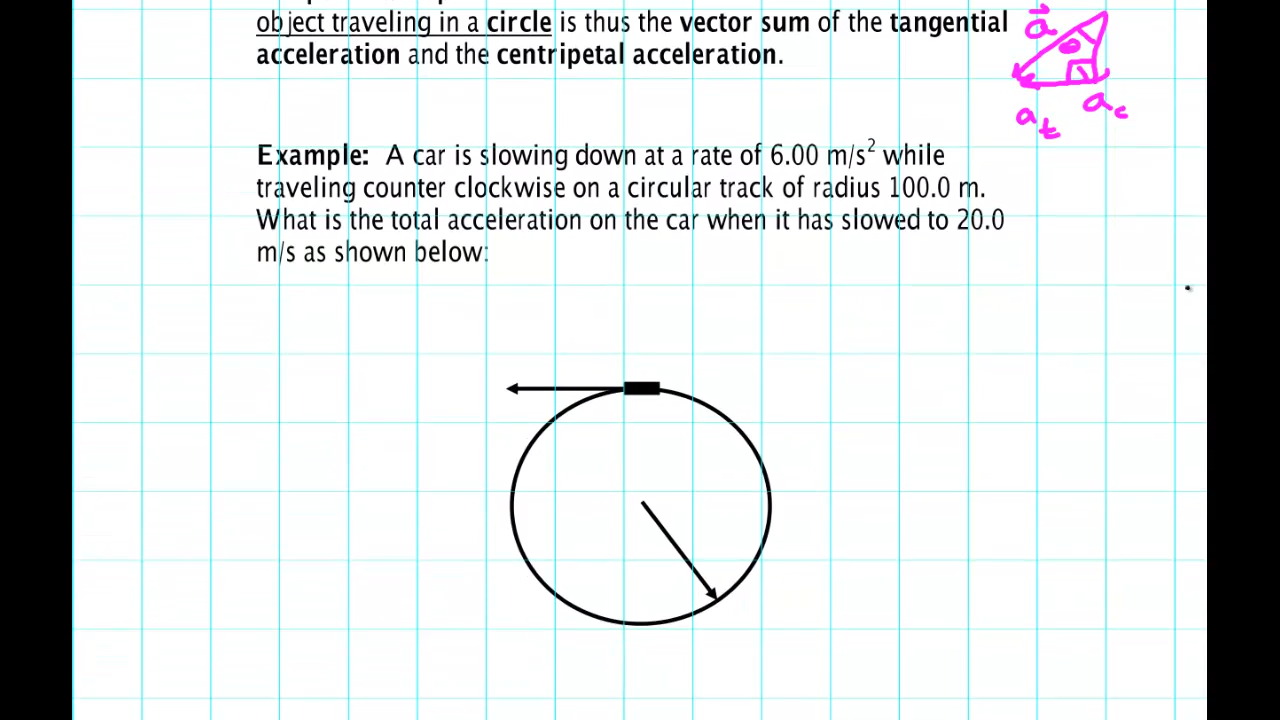 object traveling in a circle is thus the vector sum of the tangential
acceleration and the centripetal acceleration.
a⃗
θ
a_t
a_c
Example: A car is slowing down at a rate of 6.00 m/s² while
traveling counter clockwise on a circular track of radius 100.0 m.
What is the total acceleration on the car when it has slowed to 20.0
m/s as shown below: